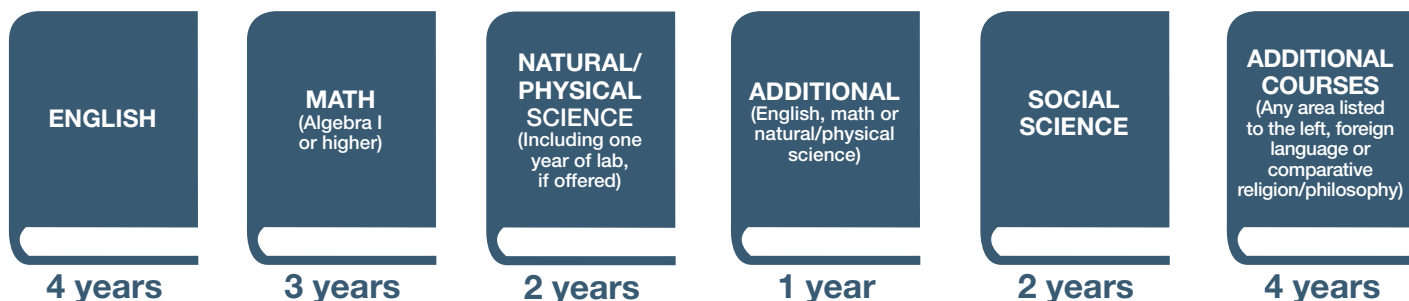 ENGLISH
4 years
MATH
(Algebra I
or higher)
3 years
NATURAL/
PHYSICAL
SCIENCE
(Including one
year of lab,
if offered)
2 years
ADDITIONAL
(English, math or
natural/physical
science)
1 year
SOCIAL
SCIENCE
2 years
ADDITIONAL
COURSES
(Any area listed
to the left, foreign
language or
comparative
religion/philosophy)
4 years